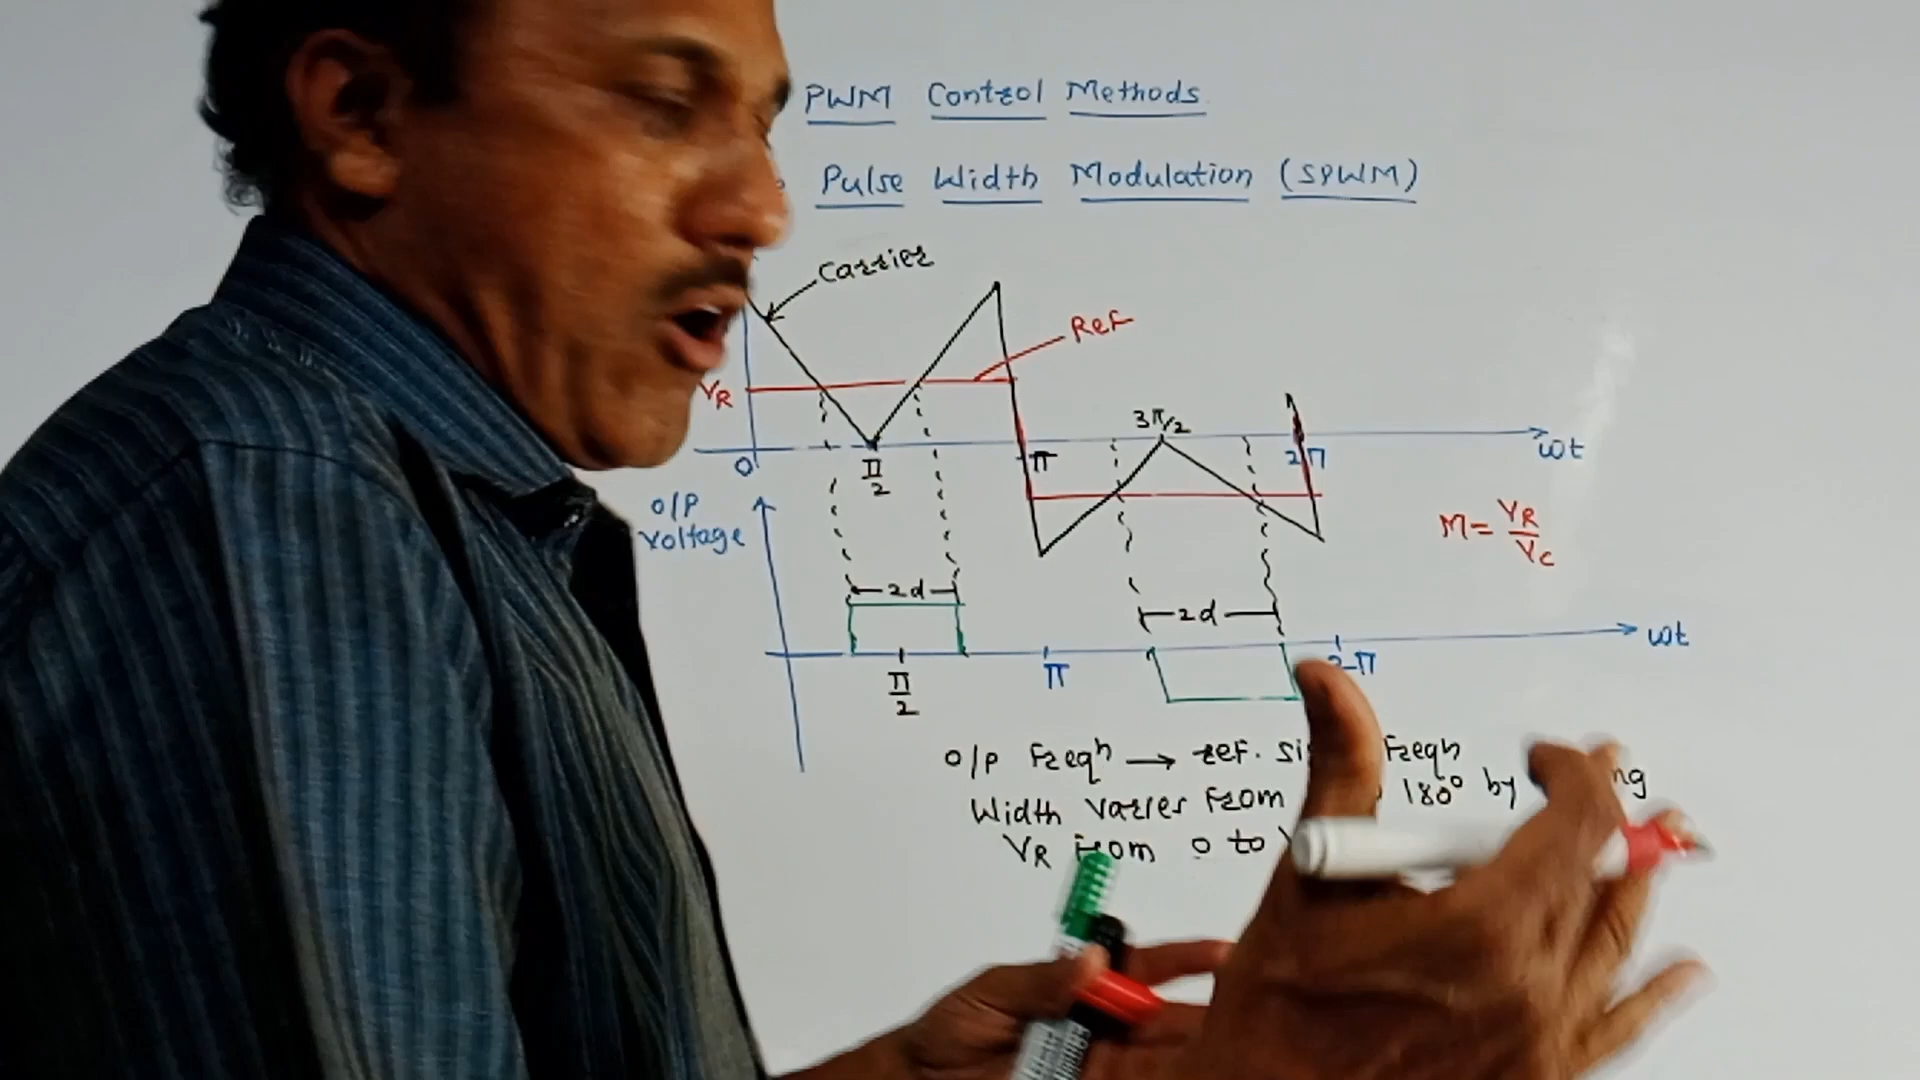 PWM Control Methods
Pulse Width Modulation (SPWM)
Carrier
Ref
VR
3π/2
0
π/2
π
2π
ωt
O/P
Voltage
M = VR/VC
2d
2d
ωt
π/2
π
2π
O/P Freqn → ref. Freqn
Width varies from 180° by
VR from 0 to